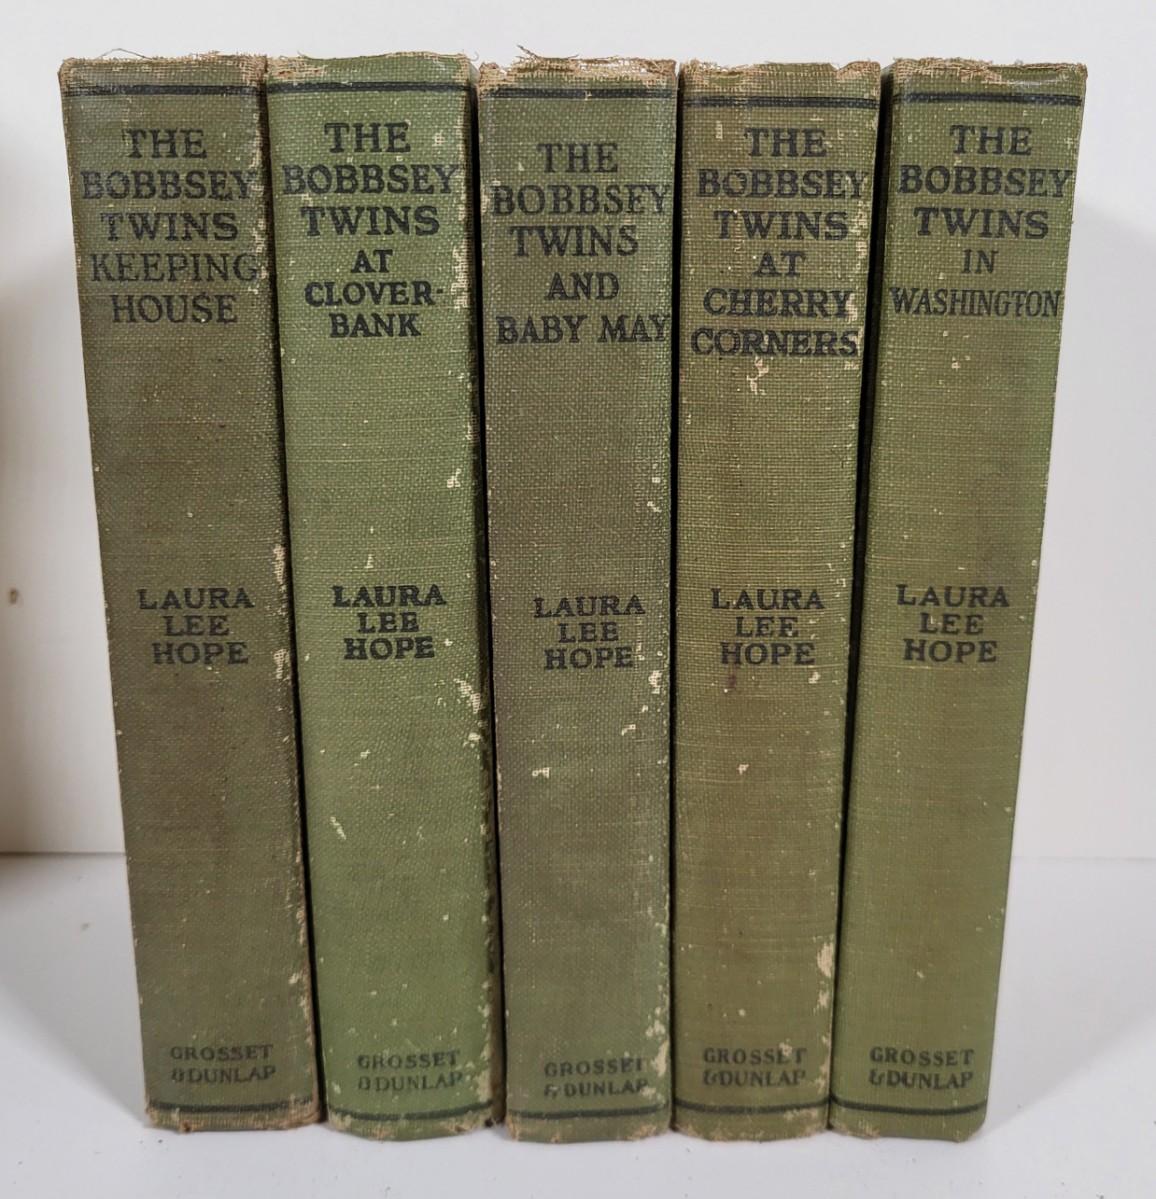 THE
BOBBSEY
TWINS
KEEPING
HOUSE
LAURA
LEE
HOPE
GROSSET
& DUNLAP
THE
BOBBSEY
TWINS
AT
CLOVER-
BANK
LAURA
LEE
HOPE
GROSSET
& DUNLAP
THE
BOBBSEY
TWINS
AND
BABY MAY
LAURA
LEE
HOPE
GROSSET
& DUNLAP
THE
BOBBSEY
TWINS
AT
CHERRY
CORNERS
LAURA
LEE
HOPE
GROSSET
& DUNLAP
THE
BOBBSEY
TWINS
IN
WASHINGTON
LAURA
LEE
HOPE
GROSSET
& DUNLAP